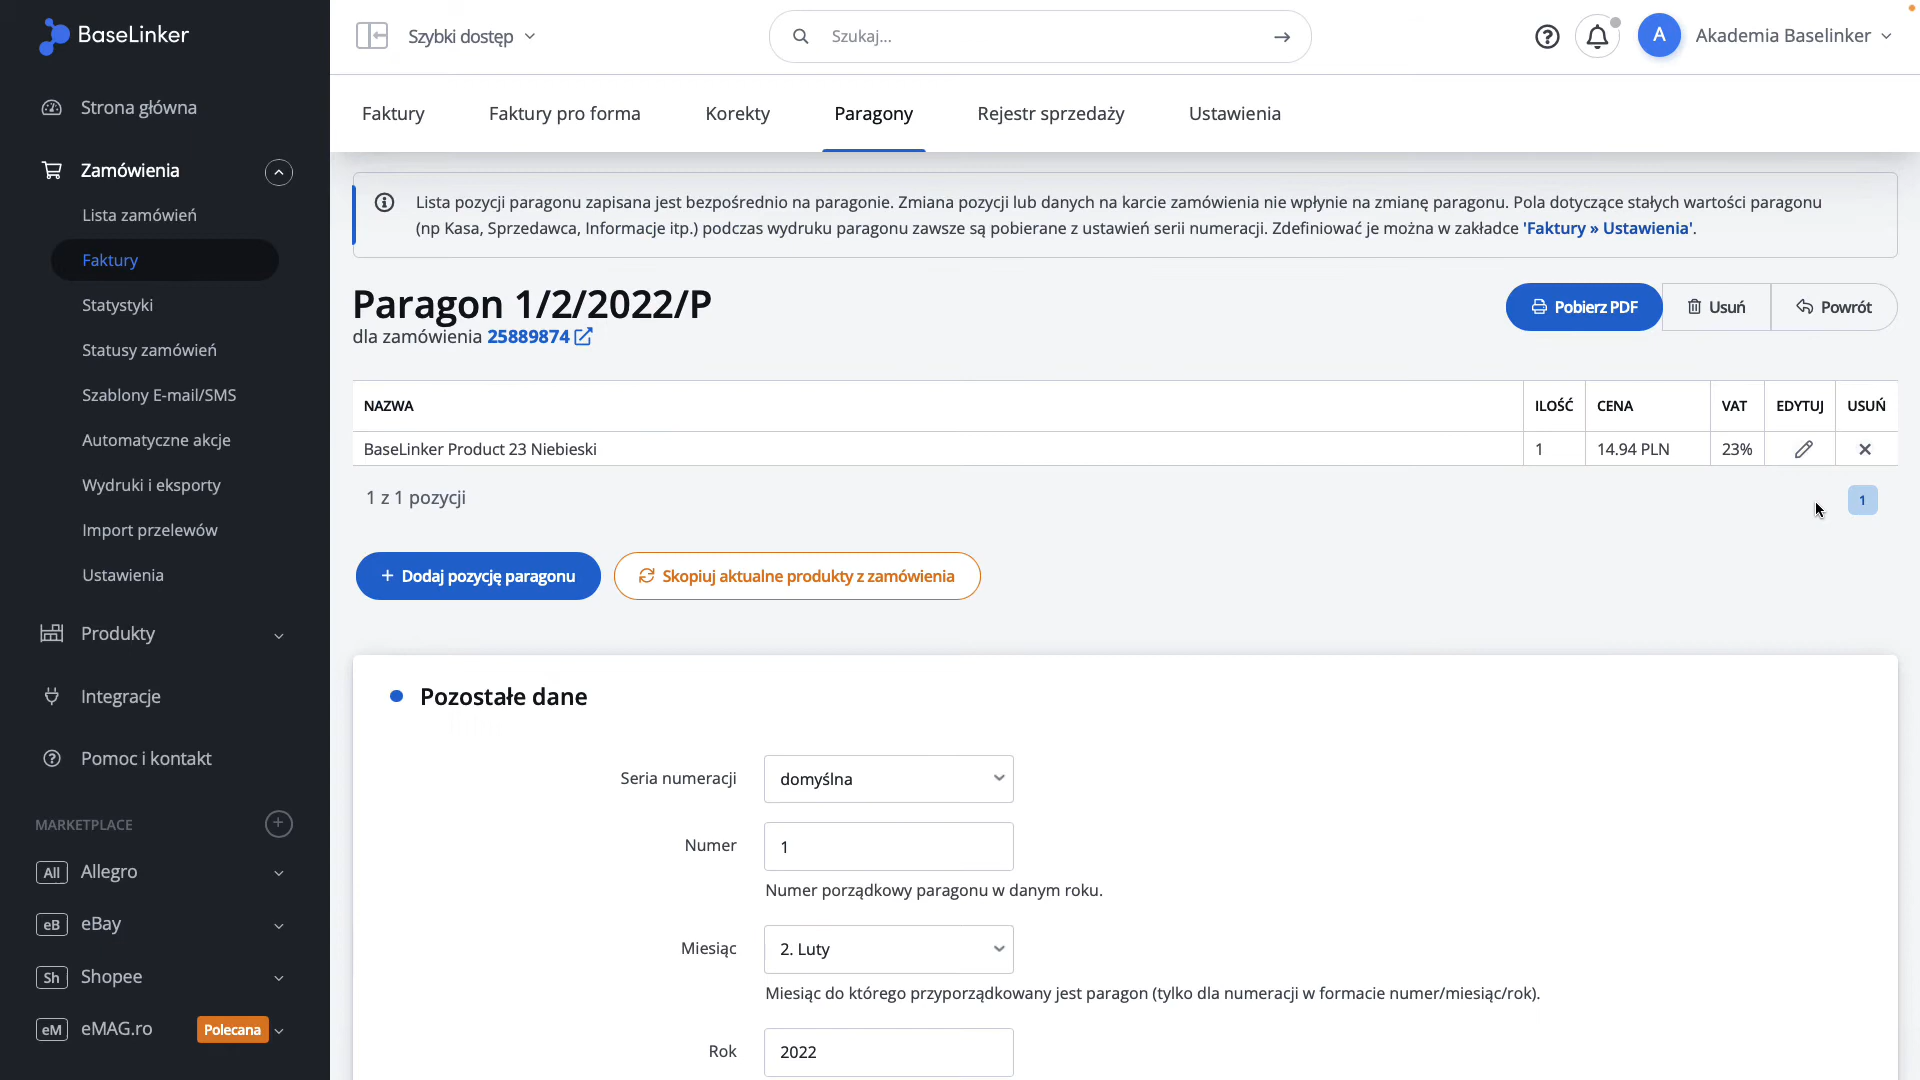 BaseLinker
Szybki dostęp
Szukaj...
A
Akademia Baselinker
Strona główna
Zamówienia
Lista zamówień
Faktury
Statystyki
Statusy zamówień
Szablony E-mail/SMS
Automatyczne akcje
Wydruki i eksporty
Import przelewów
Ustawienia
Produkty
Integracje
Pomoc i kontakt
MARKETPLACE
All Allegro
eB eBay
Sh Shopee
eM eMAG.ro Polecana
Faktury Faktury pro forma Korekty Paragony Rejestr sprzedaży Ustawienia
Lista pozycji paragonu zapisana jest bezpośrednio na paragonie. Zmiana pozycji lub danych na karcie zamówienia nie wpłynie na zmianę paragonu. Pola dotyczące stałych wartości paragonu
(np Kasa, Sprzedawca, Informacje itp.) podczas wydruku paragonu zawsze są pobierane z ustawień serii numeracji. Zdefiniować je można w zakładce 'Faktury » Ustawienia'.
Paragon 1/2/2022/P
dla zamówienia 25889874
Pobierz PDF Usuń Powrót
NAZWA ILOŚĆ CENA VAT EDYTUJ USUŃ
BaseLinker Product 23 Niebieski 1 14.94 PLN 23%
1 z 1 pozycji 1
+ Dodaj pozycję paragonu Skopiuj aktualne produkty z zamówienia
Pozostałe dane
Seria numeracji domyślna
Numer 1
Numer porządkowy paragonu w danym roku.
Miesiąc 2. Luty
Miesiąc do którego przyporządkowany jest paragon (tylko dla numeracji w formacie numer/miesiąc/rok).
Rok 2022